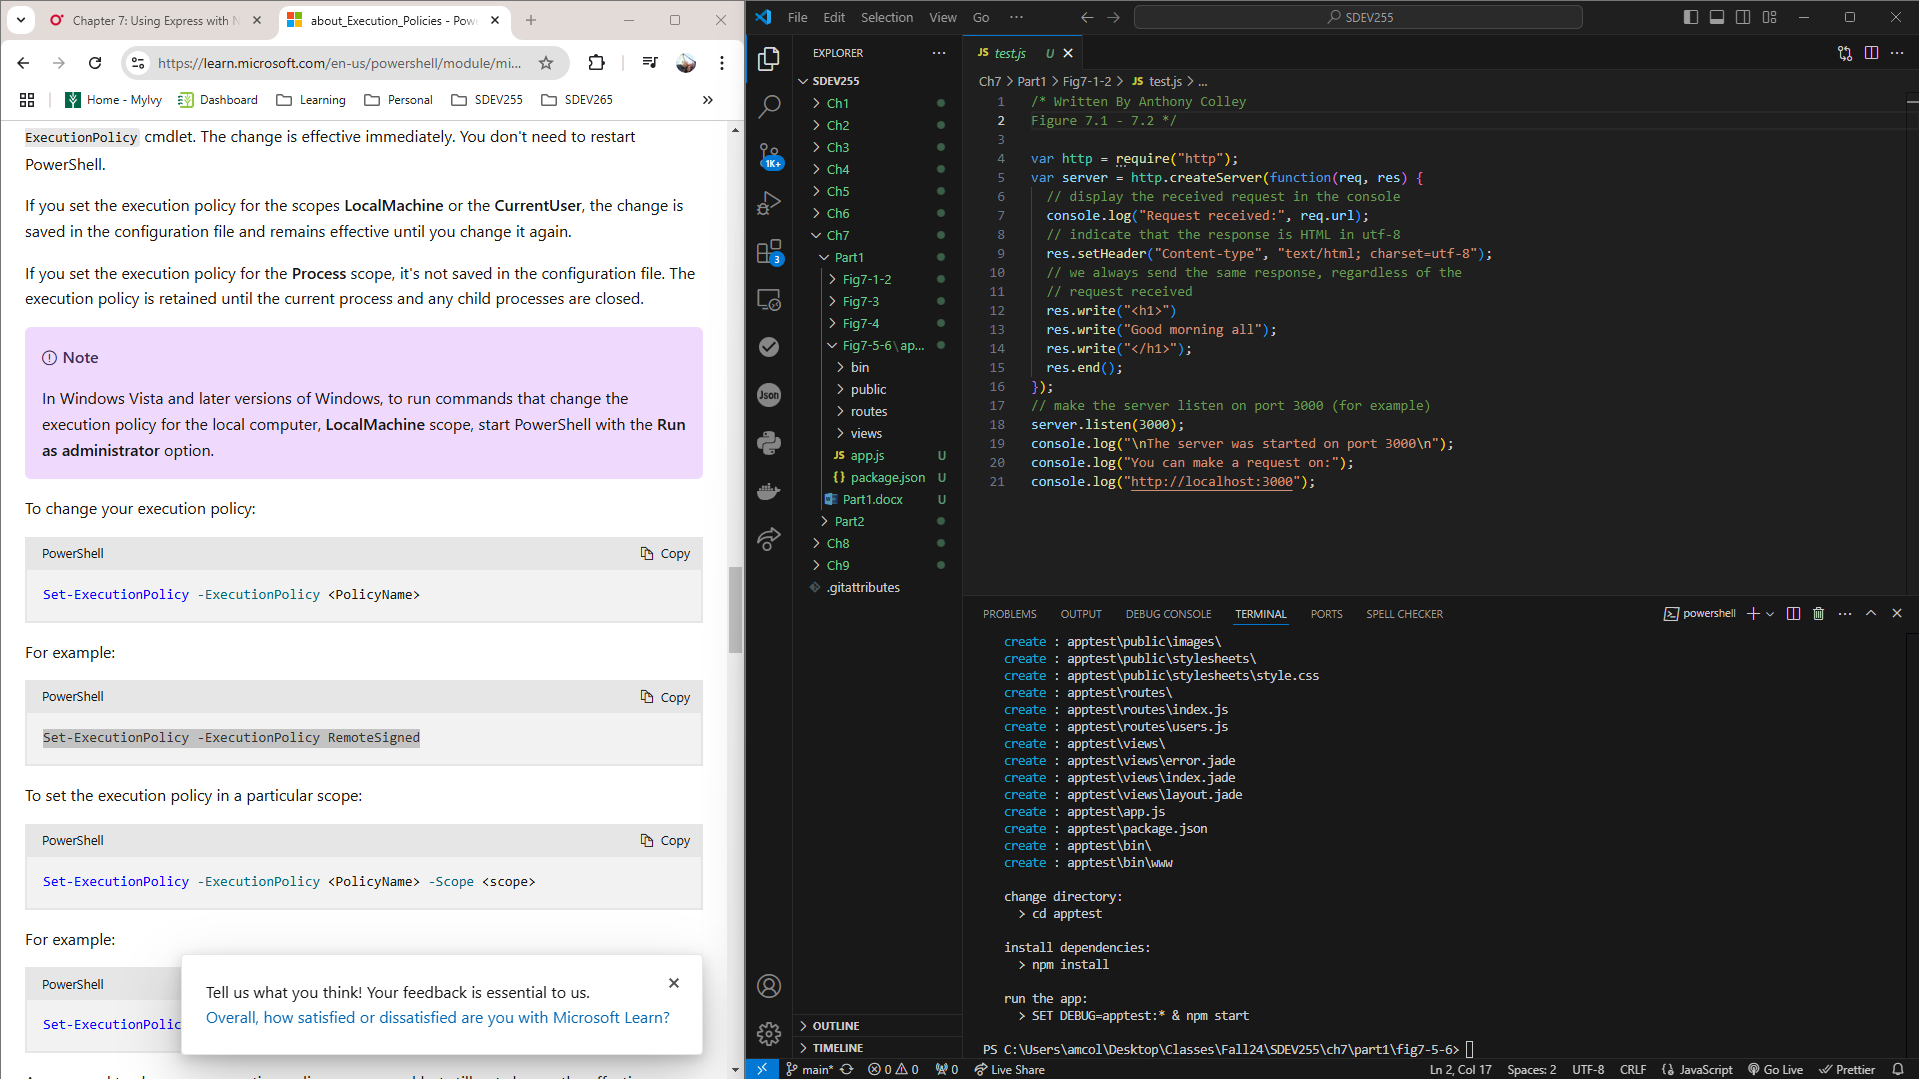 Chapter 7: Using Express with N
about_Execution_Policies - Pow
https://learn.microsoft.com/en-us/powershell/module/mi...
Home - MyIvy
Dashboard
Learning
Personal
SDEV255
SDEV265
ExecutionPolicy cmdlet. The change is effective immediately. You don't need to restart
PowerShell.
If you set the execution policy for the scopes LocalMachine or the CurrentUser, the change is
saved in the configuration file and remains effective until you change it again.
If you set the execution policy for the Process scope, it's not saved in the configuration file. The
execution policy is retained until the current process and any child processes are closed.
Note
In Windows Vista and later versions of Windows, to run commands that change the
execution policy for the local computer, LocalMachine scope, start PowerShell with the Run
as administrator option.
To change your execution policy:
PowerShell
Copy
Set-ExecutionPolicy -ExecutionPolicy <PolicyName>
For example:
PowerShell
Copy
Set-ExecutionPolicy -ExecutionPolicy RemoteSigned
To set the execution policy in a particular scope:
PowerShell
Copy
Set-ExecutionPolicy -ExecutionPolicy <PolicyName> -Scope <scope>
For example:
PowerShell
Set-ExecutionPolic
Tell us what you think! Your feedback is essential to us.
Overall, how satisfied or dissatisfied are you with Microsoft Learn?
File Edit Selection View Go ...
SDEV255
EXPLORER
SDEV255
Ch1
Ch2
Ch3
Ch4
Ch5
Ch6
Ch7
Part1
Fig7-1-2
Fig7-3
Fig7-4
Fig7-5-6\ap...
bin
public
routes
views
JS app.js U
{} package.json U
Part1.docx U
Part2
Ch8
Ch9
.gitattributes
OUTLINE
TIMELINE
1K+
3
Json
JS test.js U
Ch7 > Part1 > Fig7-1-2 > JS test.js > ...
1 /* Written By Anthony Colley
2 Figure 7.1 - 7.2 */
3
4 var http = require("http");
5 var server = http.createServer(function(req, res) {
6 // display the received request in the console
7 console.log("Request received:", req.url);
8 // indicate that the response is HTML in utf-8
9 res.setHeader("Content-type", "text/html; charset=utf-8");
10 // we always send the same response, regardless of the
11 // request received
12 res.write("<h1>")
13 res.write("Good morning all");
14 res.write("</h1>");
15 res.end();
16 });
17 // make the server listen on port 3000 (for example)
18 server.listen(3000);
19 console.log("\nThe server was started on port 3000\n");
20 console.log("You can make a request on:");
21 console.log("http://localhost:3000");
PROBLEMS OUTPUT DEBUG CONSOLE TERMINAL PORTS SPELL CHECKER
powershell
create : apptest\public\images\
create : apptest\public\stylesheets\
create : apptest\public\stylesheets\style.css
create : apptest\routes\
create : apptest\routes\index.js
create : apptest\routes\users.js
create : apptest\views\
create : apptest\views\error.jade
create : apptest\views\index.jade
create : apptest\views\layout.jade
create : apptest\app.js
create : apptest\package.json
create : apptest\bin\
create : apptest\bin\www
change directory:
> cd apptest
install dependencies:
> npm install
run the app:
> SET DEBUG=apptest:* & npm start
PS C:\Users\amcol\Desktop\Classes\Fall24\SDEV255\ch7\part1\fig7-5-6>
main* 0 0 0 Live Share
Ln 2, Col 17 Spaces: 2 UTF-8 CRLF {} JavaScript Go Live Prettier